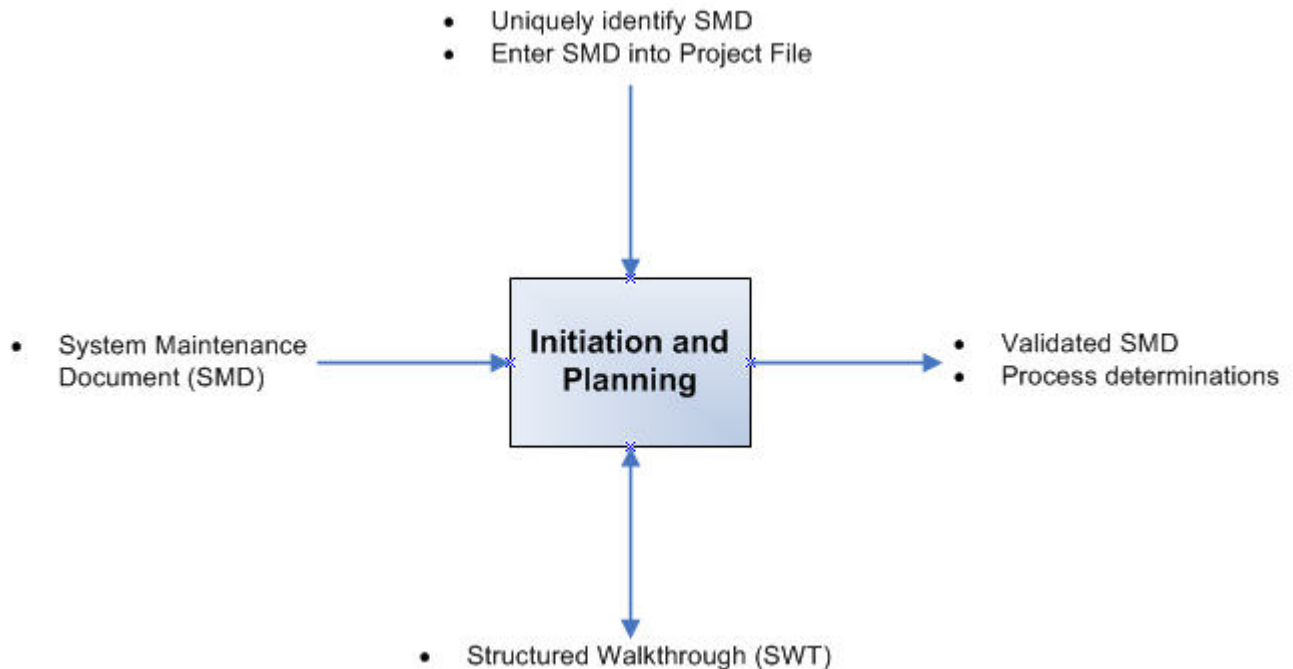 • Uniquely identify SMD
• Enter SMD into Project File
• System Maintenance
Document (SMD)
Initiation and
Planning
• Validated SMD
• Process determinations
• Structured Walkthrough (SWT)